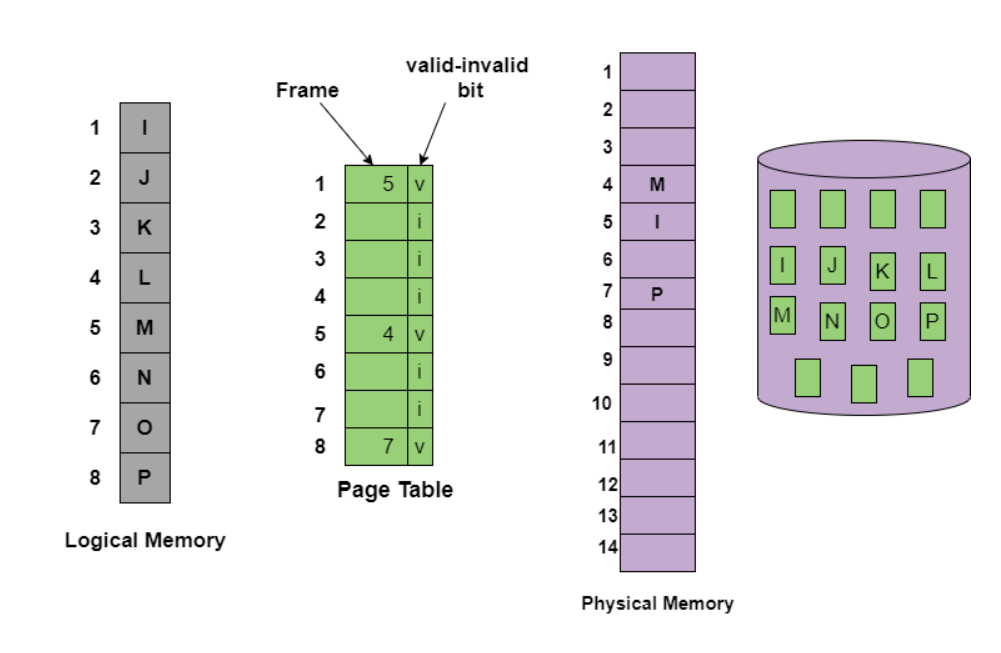 valid-invalid
bit
Frame
1 I
2 J
3 K
4 L
5 M
6 N
7 O
8 P
Logical Memory
1 5 v
2 i
3 i
4 i
5 4 v
6 i
7 i
8 7 v
Page Table
1
2
3
4 M
5 I
6
7 P
8
9
10
11
12
13
14
Physical Memory
I J K L
M N O P